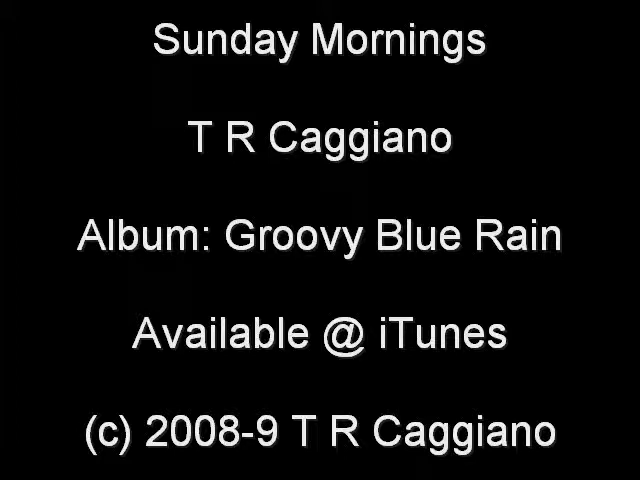 Sunday Mornings
T R Caggiano
Album: Groovy Blue Rain
Available @ iTunes
(c) 2008-9 T R Caggiano